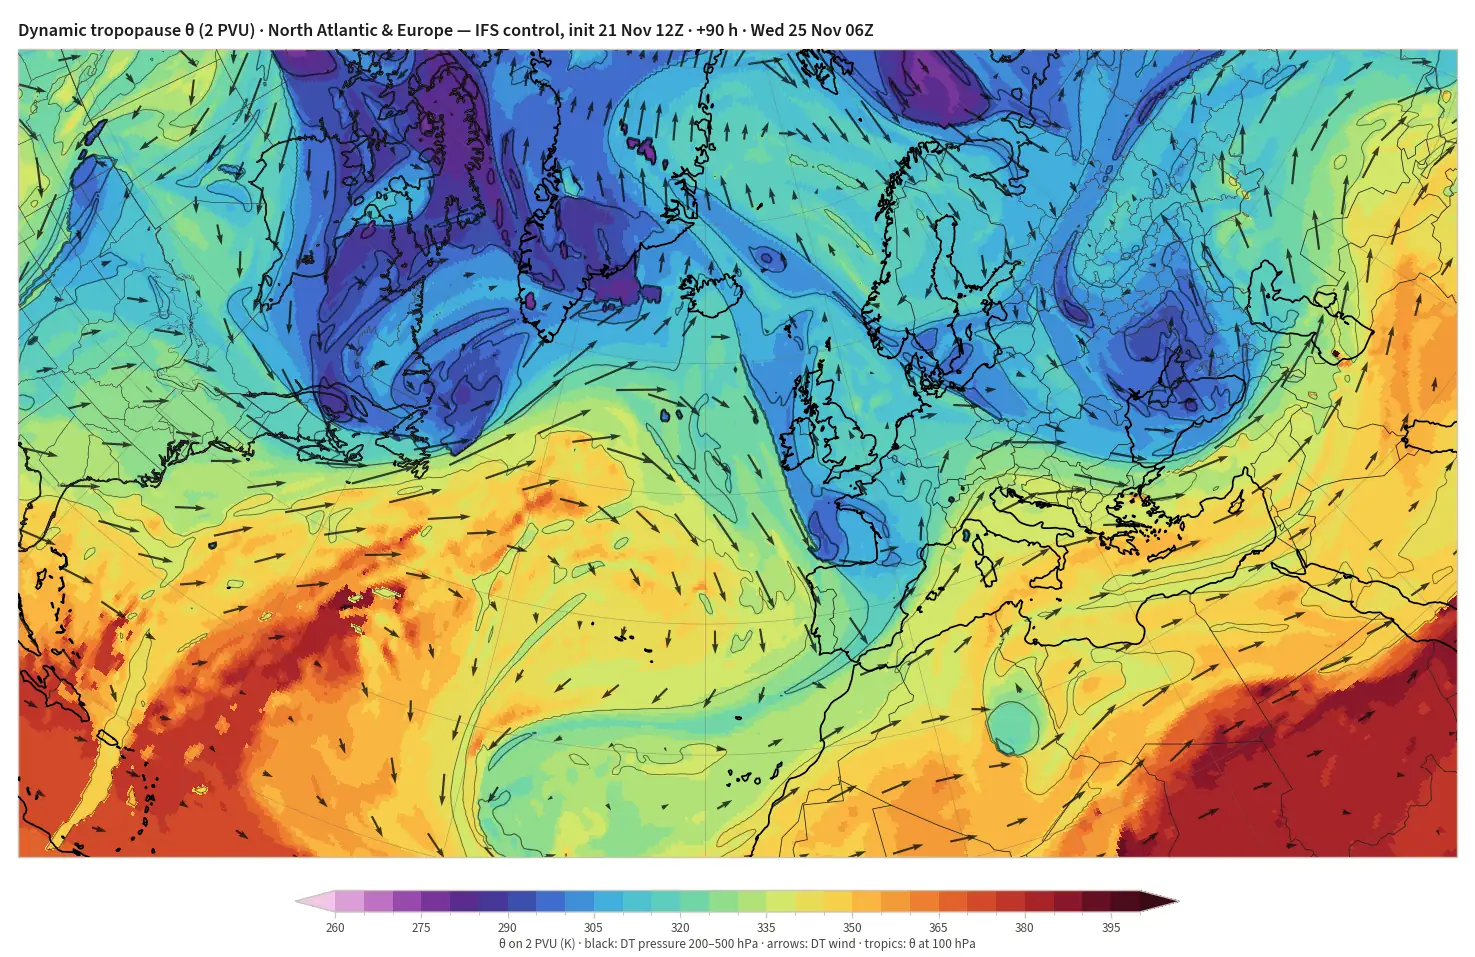 Dynamic tropopause θ (2 PVU) · North Atlantic & Europe — IFS control, init 21 Nov 12Z · +90 h · Wed 25 Nov 06Z
260 275 290 305 320 335 350 365 380 395
θ on 2 PVU (K) · black: DT pressure 200–500 hPa · arrows: DT wind · tropics: θ at 100 hPa